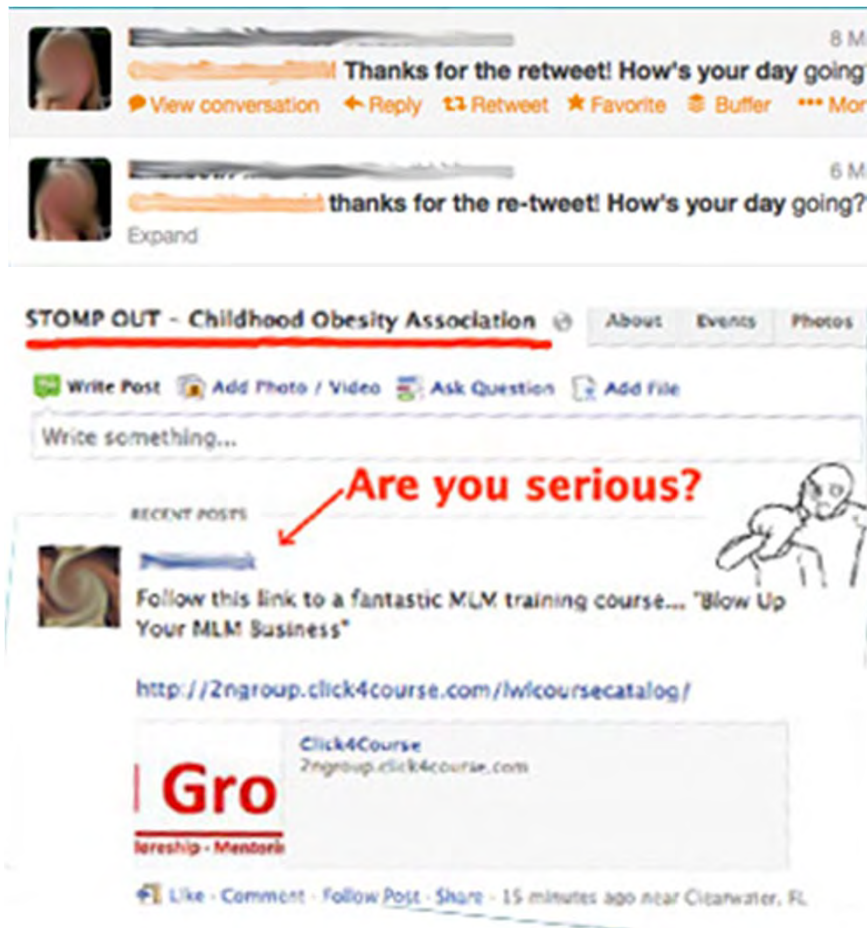 8 M
Thanks for the retweet! How's your day going?
View conversation Reply Retweet Favorite Buffer Mor
6 M
thanks for the re-tweet! How's your day going?
Expand
STOMP OUT - Childhood Obesity Association About Events Photos
Write Post Add Photo / Video Ask Question Add File
Write something...
Are you serious?
RECENT POSTS
Follow this link to a fantastic MLM training course... "Blow Up
Your MLM Business"
http://2ngroup.click4course.com/lwlcoursecatalog/
Click4Course
2ngroup.click4course.com
Gro
loreship - Mentorin
Like - Comment - Follow Post - Share - 15 minutes ago near Clearwater, FL